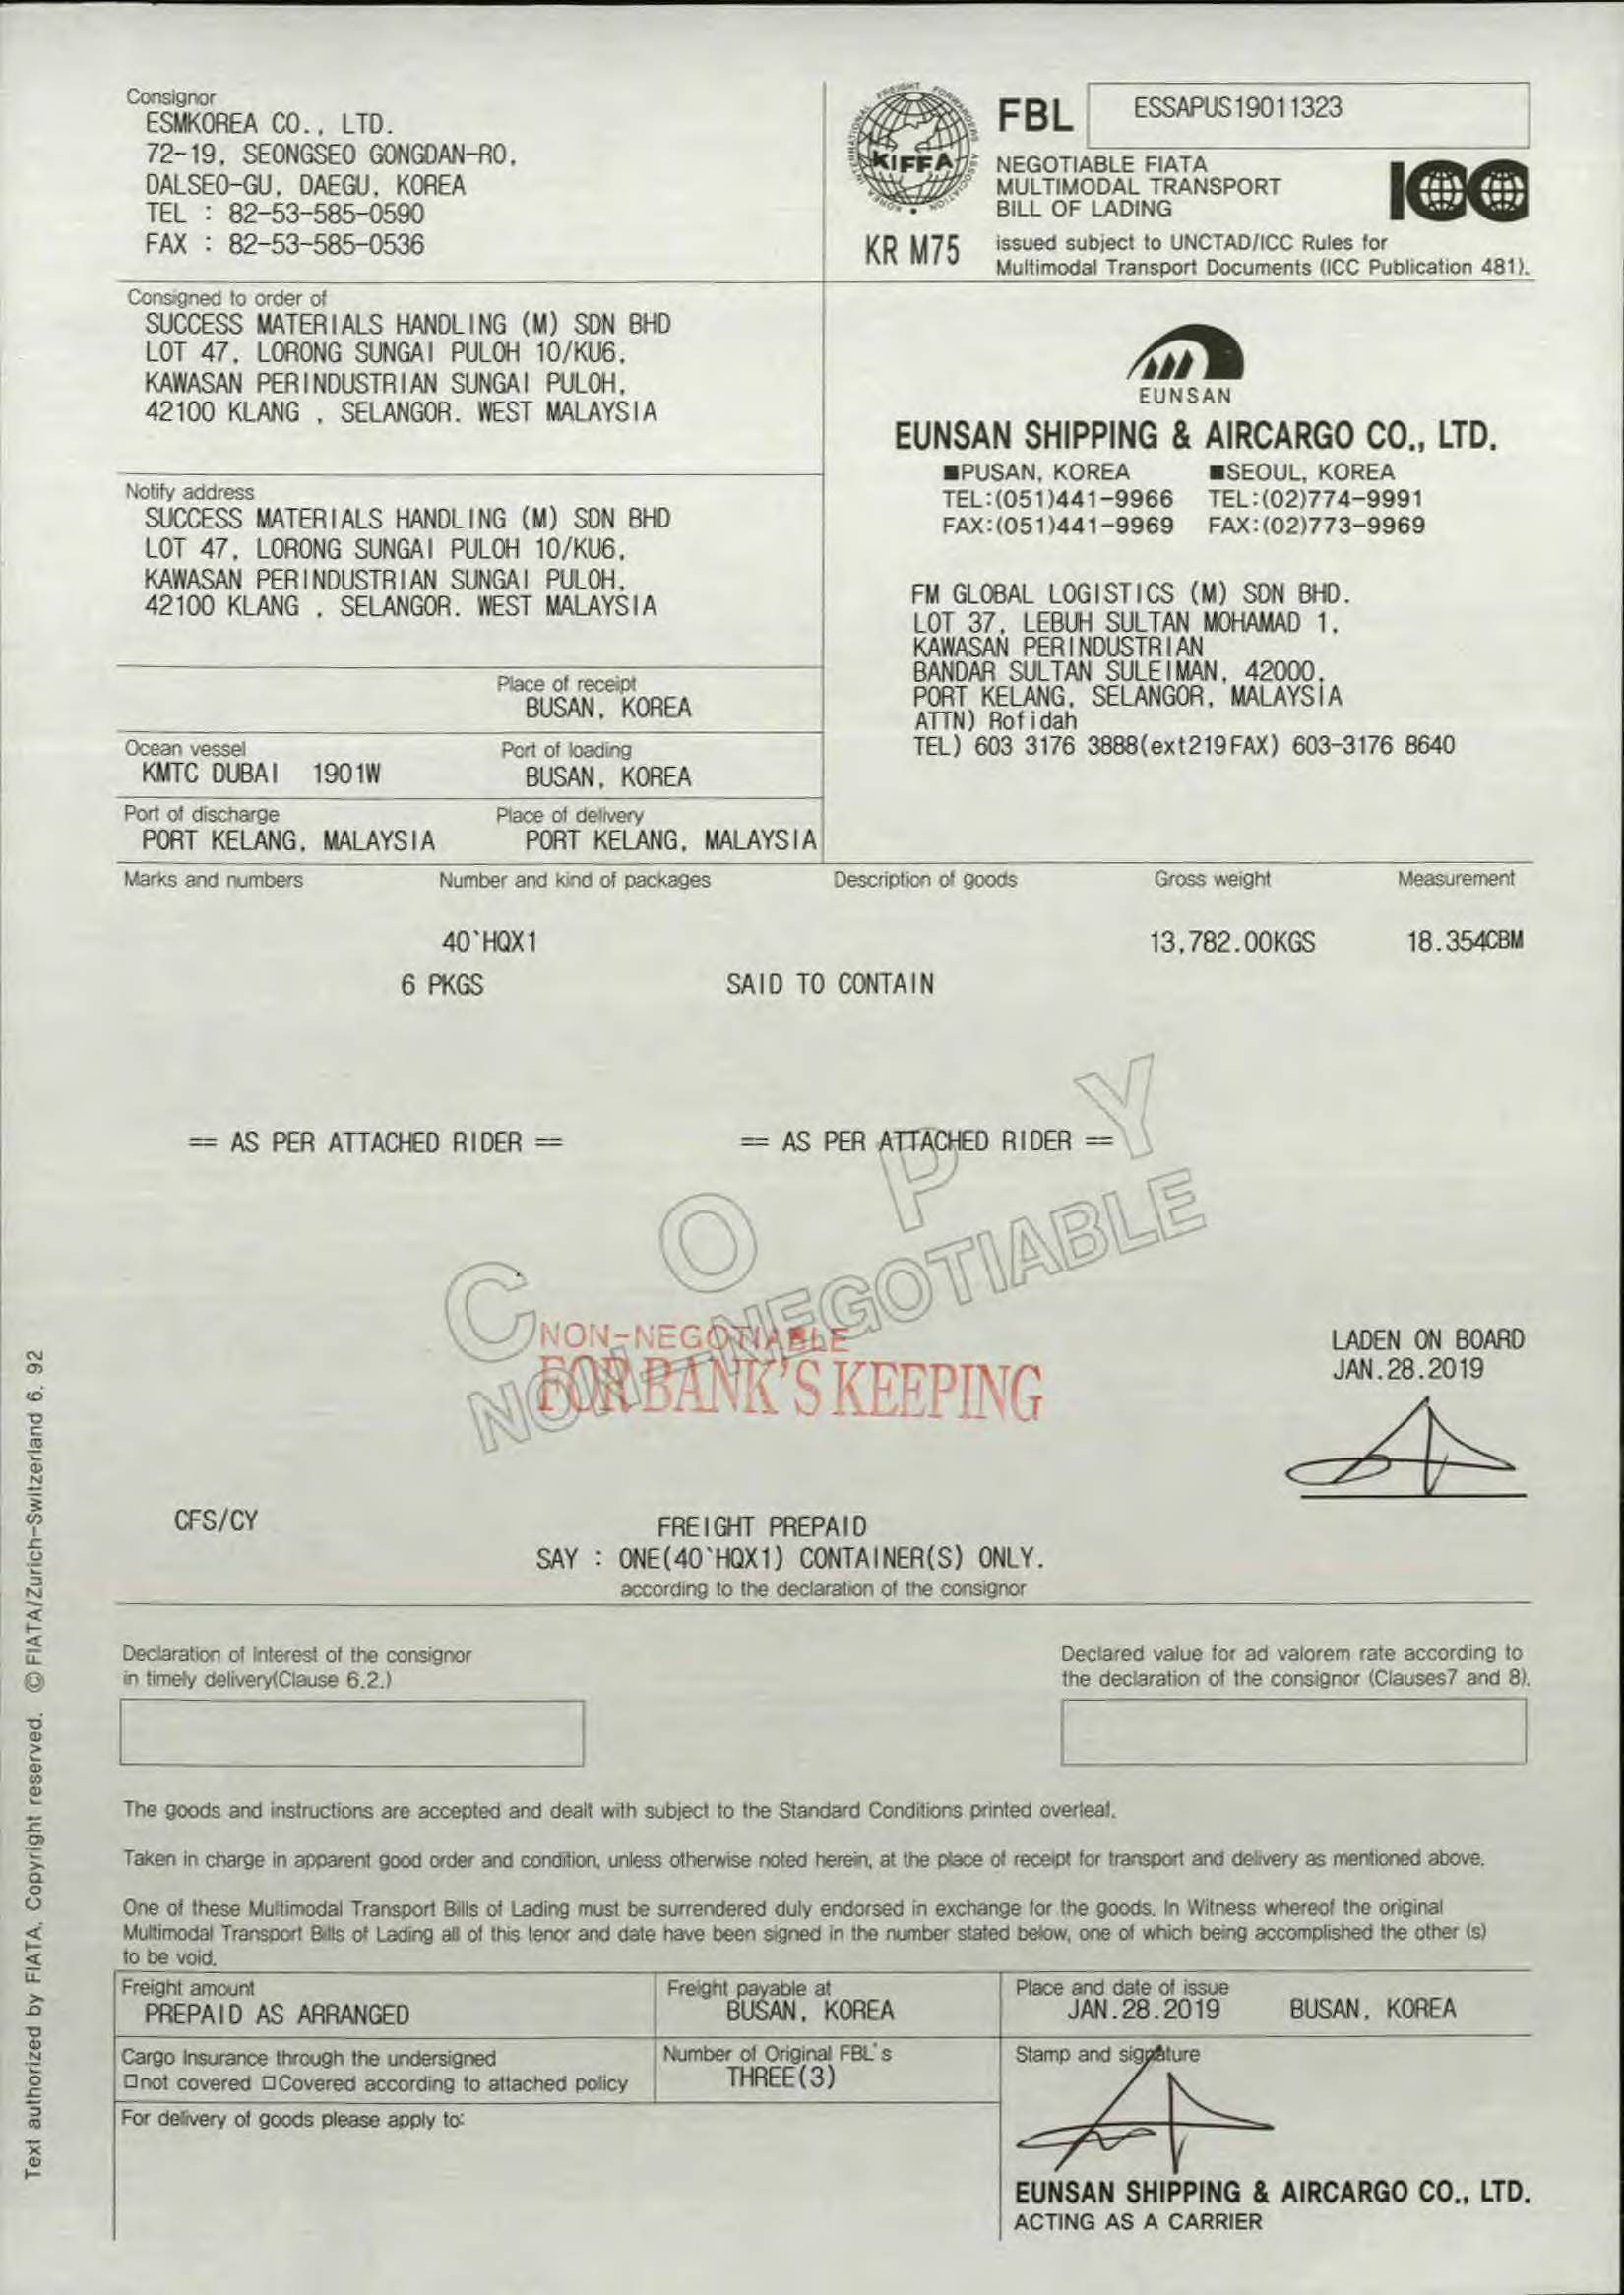 Consignor
ESMKOREA CO., LTD.
72-19, SEONGSEO GONGDAN-RO,
DALSEO-GU, DAEGU, KOREA
TEL : 82-53-585-0590
FAX : 82-53-585-0536
KOREA INTERNATIONAL FREIGHT FORWARDERS ASSOCIATION
KIFFA
KR M75
FBL
ESSAPUS19011323
NEGOTIABLE FIATA
MULTIMODAL TRANSPORT
BILL OF LADING
ICC
issued subject to UNCTAD/ICC Rules for
Multimodal Transport Documents (ICC Publication 481).
Consigned to order of
SUCCESS MATERIALS HANDLING (M) SDN BHD
LOT 47, LORONG SUNGAI PULOH 10/KU6,
KAWASAN PERINDUSTRIAN SUNGAI PULOH,
42100 KLANG , SELANGOR. WEST MALAYSIA
EUNSAN
EUNSAN SHIPPING & AIRCARGO CO., LTD.
■PUSAN, KOREA ■SEOUL, KOREA
TEL:(051)441-9966 TEL:(02)774-9991
FAX:(051)441-9969 FAX:(02)773-9969
Notify address
SUCCESS MATERIALS HANDLING (M) SDN BHD
LOT 47, LORONG SUNGAI PULOH 10/KU6,
KAWASAN PERINDUSTRIAN SUNGAI PULOH,
42100 KLANG , SELANGOR. WEST MALAYSIA
FM GLOBAL LOGISTICS (M) SDN BHD.
LOT 37, LEBUH SULTAN MOHAMAD 1,
KAWASAN PERINDUSTRIAN
BANDAR SULTAN SULEIMAN, 42000,
PORT KELANG, SELANGOR, MALAYSIA
ATTN) Rofidah
TEL) 603 3176 3888(ext219FAX) 603-3176 8640
Place of receipt
BUSAN, KOREA
Ocean vessel Port of loading
KMTC DUBAI 1901W BUSAN, KOREA
Port of discharge Place of delivery
PORT KELANG, MALAYSIA PORT KELANG, MALAYSIA
Marks and numbers Number and kind of packages Description of goods Gross weight Measurement
40`HQX1 13,782.00KGS 18.354CBM
6 PKGS SAID TO CONTAIN
== AS PER ATTACHED RIDER == == AS PER ATTACHED RIDER ==
COPY
NON-NEGOTIABLE
NON-NEGOTIABLE
FOR BANK'S KEEPING
LADEN ON BOARD
JAN.28.2019
CFS/CY
FREIGHT PREPAID
SAY : ONE(40`HQX1) CONTAINER(S) ONLY.
according to the declaration of the consignor
Declaration of Interest of the consignor
in timely delivery(Clause 6.2.)
Declared value for ad valorem rate according to
the declaration of the consignor (Clauses7 and 8).
The goods and instructions are accepted and dealt with subject to the Standard Conditions printed overleaf.
Taken in charge in apparent good order and condition, unless otherwise noted herein, at the place of receipt for transport and delivery as mentioned above.
One of these Multimodal Transport Bills of Lading must be surrendered duly endorsed in exchange for the goods. In Witness whereof the original
Multimodal Transport Bills of Lading all of this tenor and date have been signed in the number stated below, one of which being accomplished the other (s)
to be void.
Freight amount
PREPAID AS ARRANGED
Freight payable at
BUSAN, KOREA
Place and date of issue
JAN.28.2019 BUSAN, KOREA
Cargo Insurance through the undersigned
□not covered □Covered according to attached policy
Number of Original FBL's
THREE(3)
Stamp and signature
For delivery of goods please apply to:
EUNSAN SHIPPING & AIRCARGO CO., LTD.
ACTING AS A CARRIER
Text authorized by FIATA. Copyright reserved. ©FIATA/Zurich-Switzerland 6. 92